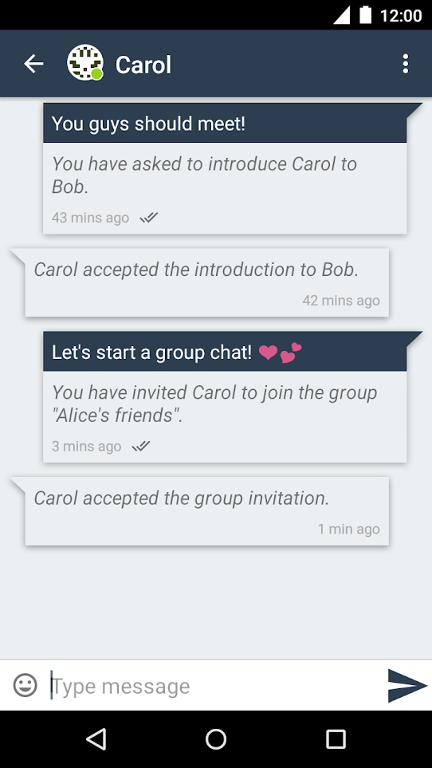 12:00
Carol
You guys should meet!
You have asked to introduce Carol to
Bob.
43 mins ago
Carol accepted the introduction to Bob.
42 mins ago
Let's start a group chat! ❤💕
You have invited Carol to join the group
"Alice's friends".
3 mins ago
Carol accepted the group invitation.
1 min ago
Type message